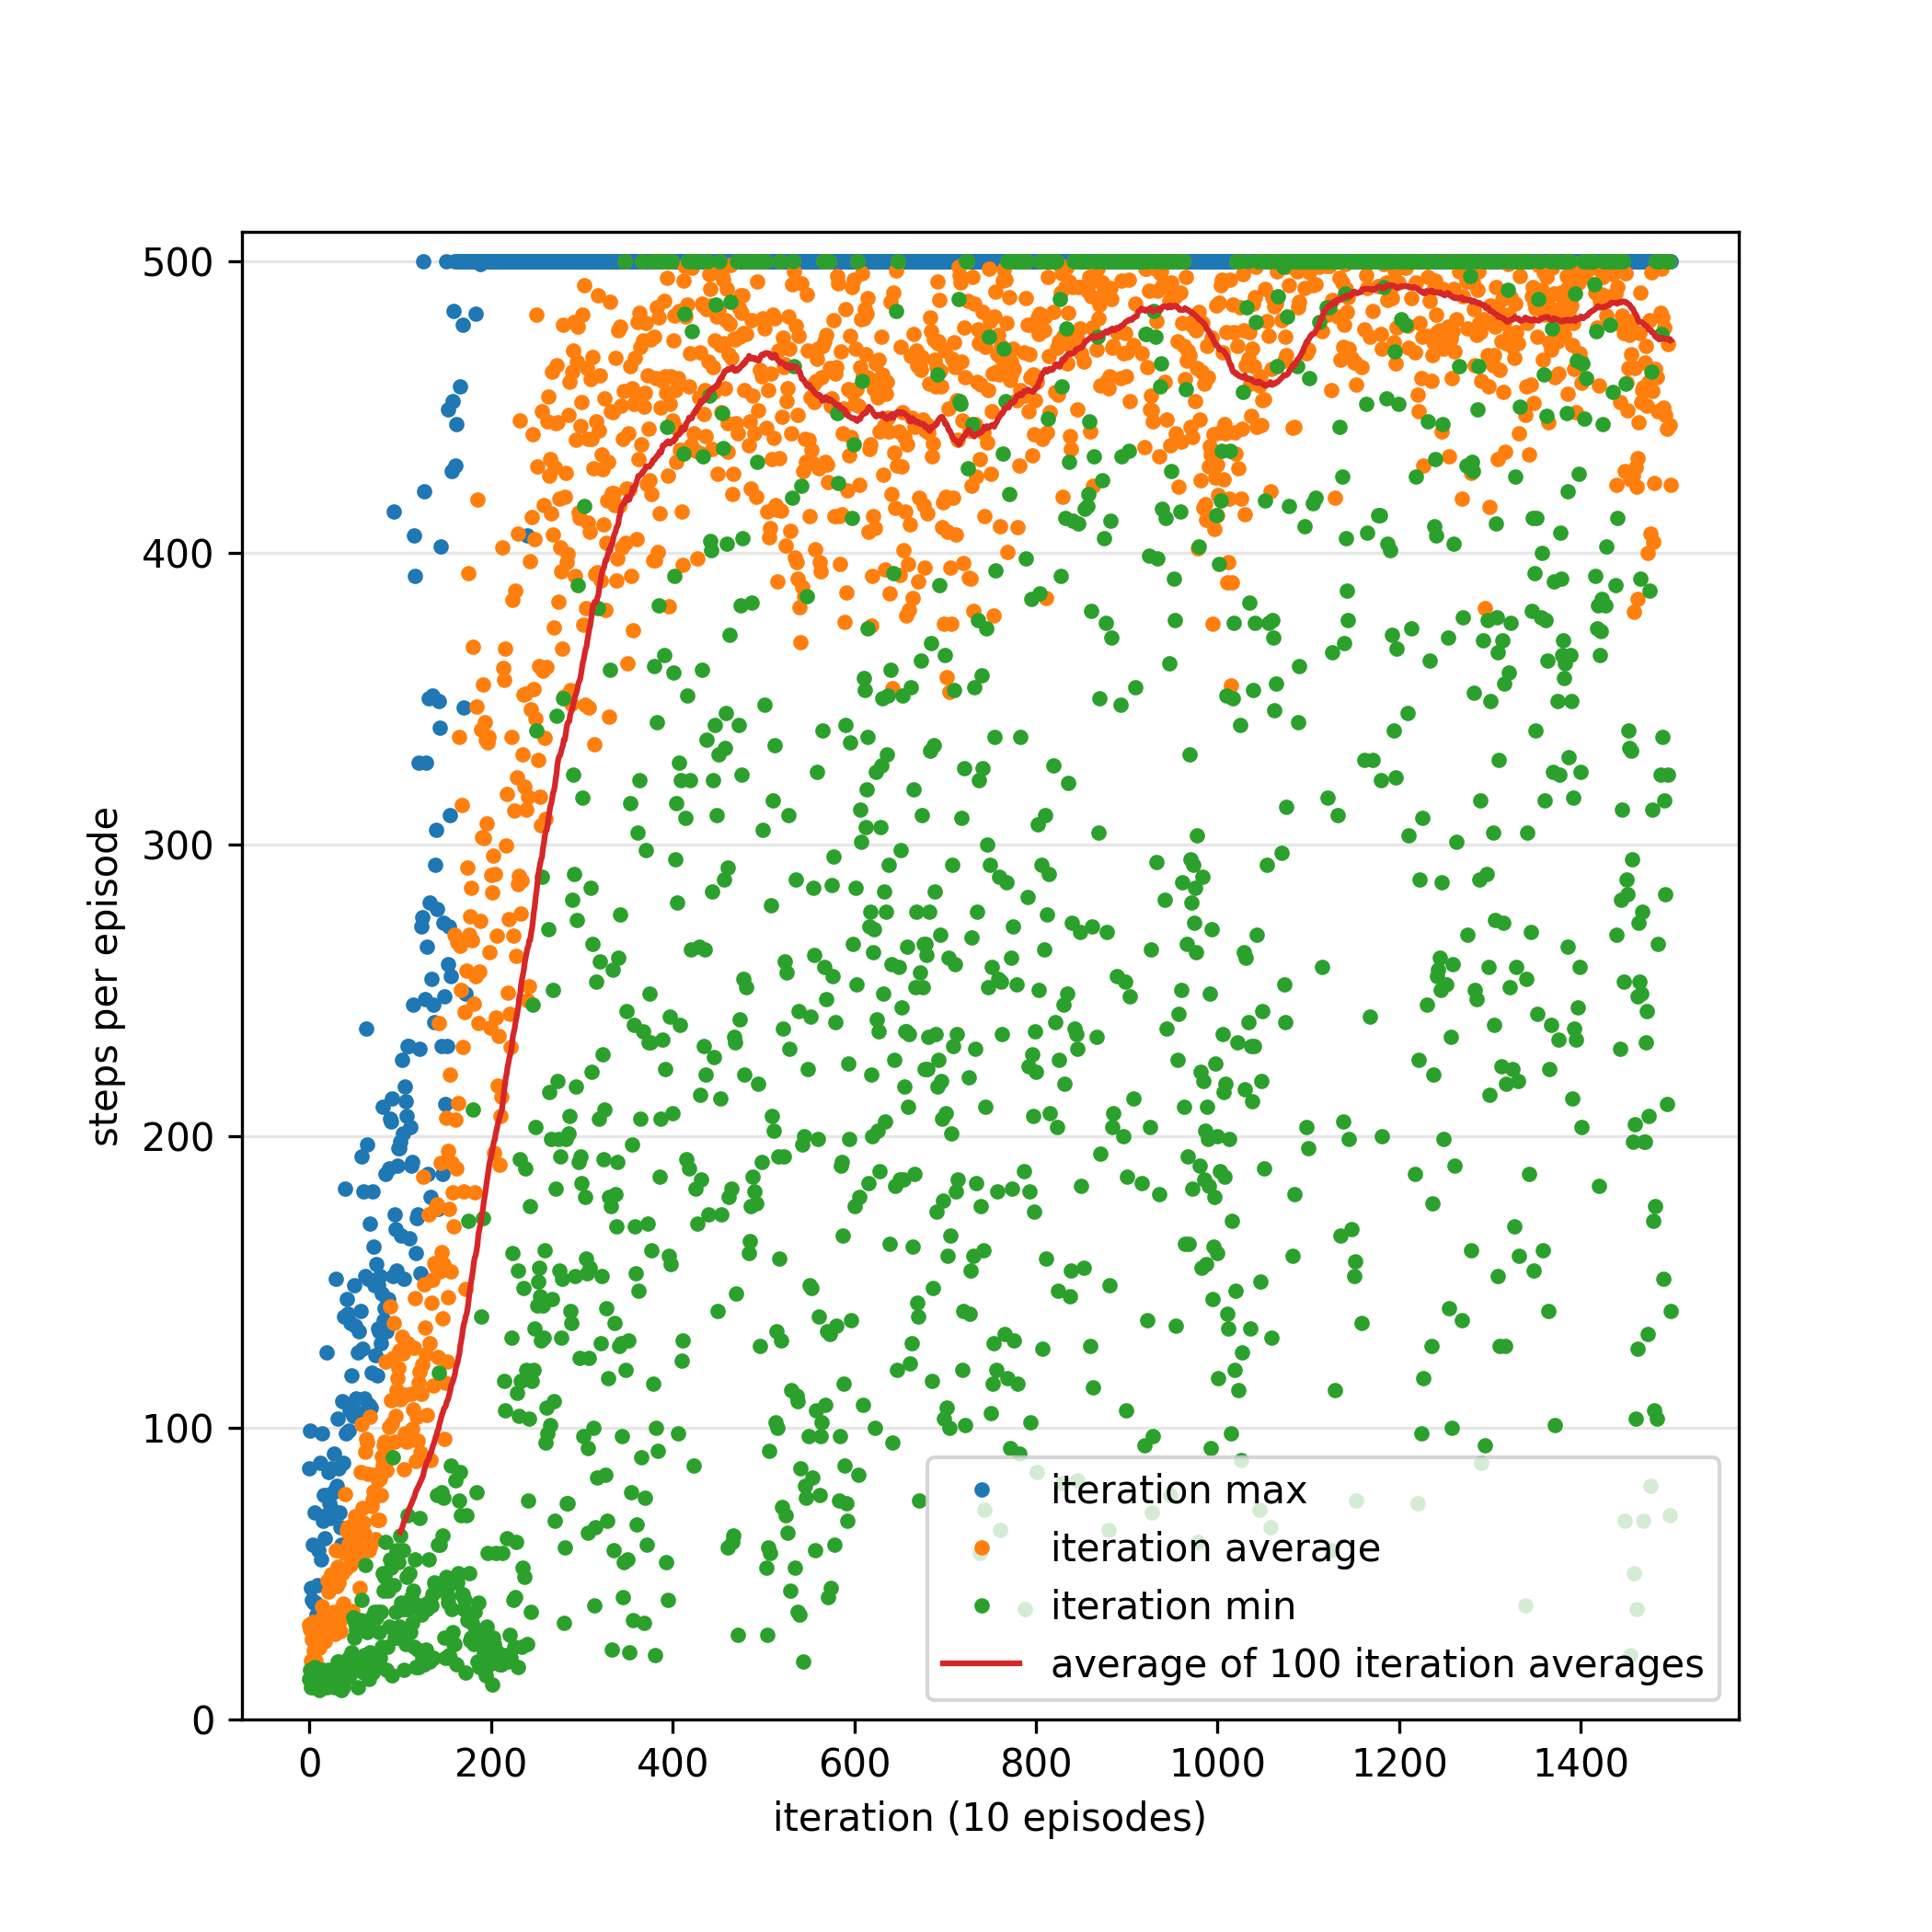 500
400
300
200
100
0
steps per episode
iteration max
iteration average
iteration min
average of 100 iteration averages
0 200 400 600 800 1000 1200 1400
iteration (10 episodes)